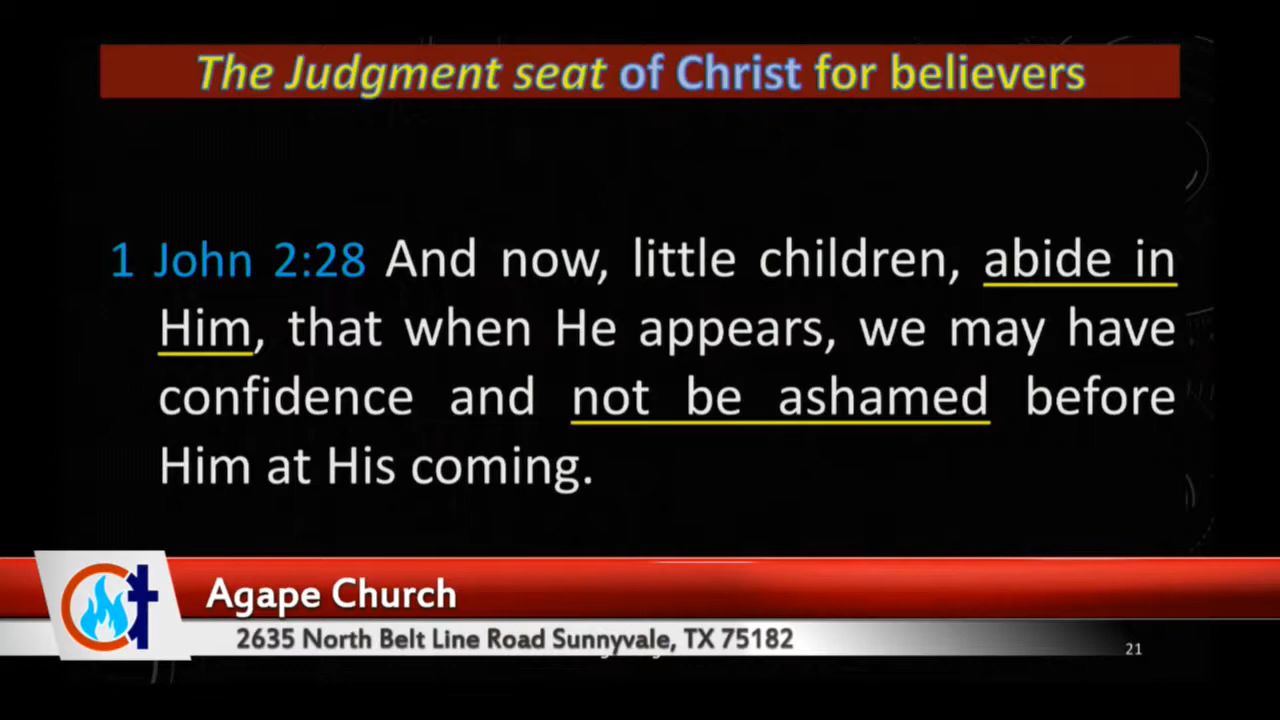 The Judgment seat of Christ for believers
1 John 2:28 And now, little children, abide in
Him, that when He appears, we may have
confidence and not be ashamed before
Him at His coming.
Agape Church
2635 North Belt Line Road Sunnyvale, TX 75182
21